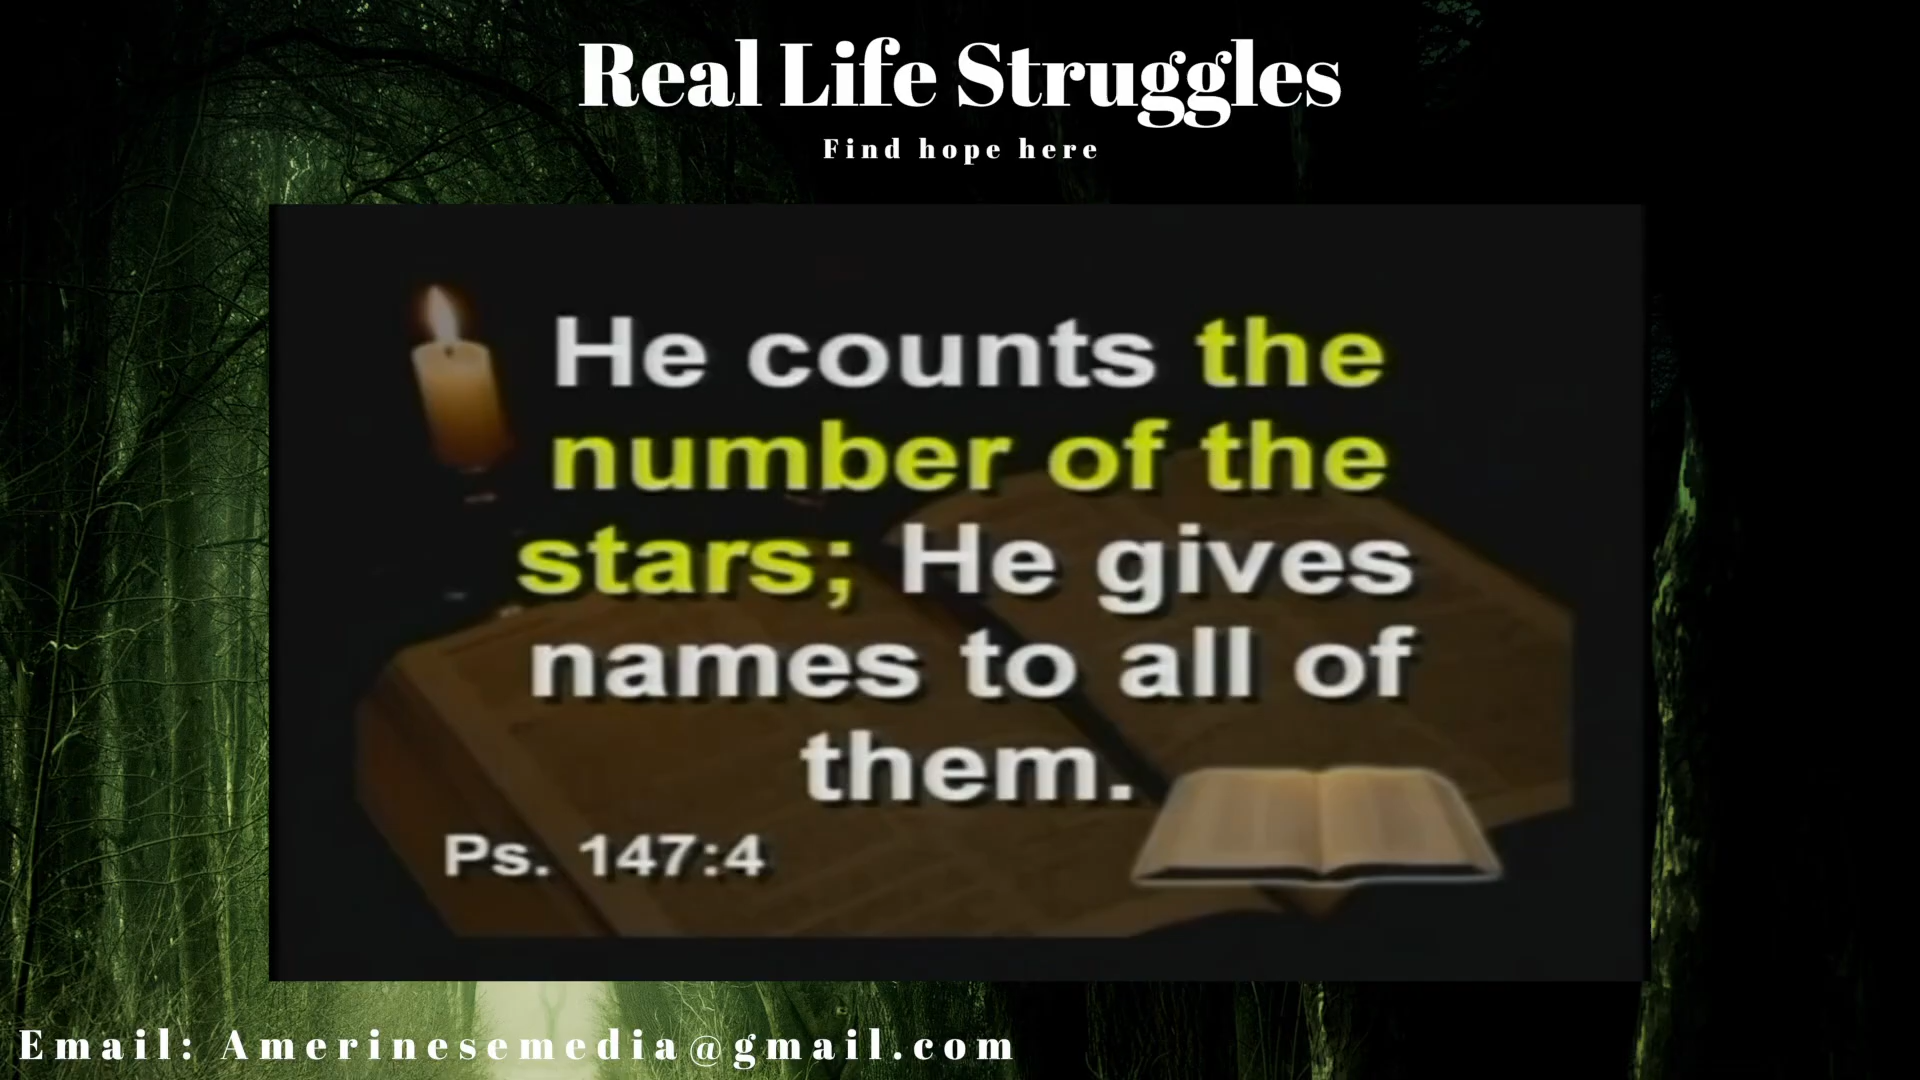 Real Life Struggles
Find hope here
He counts the
number of the
stars; He gives
names to all of
them.
Ps. 147:4
Email: Amerinesemedia@gmail.com